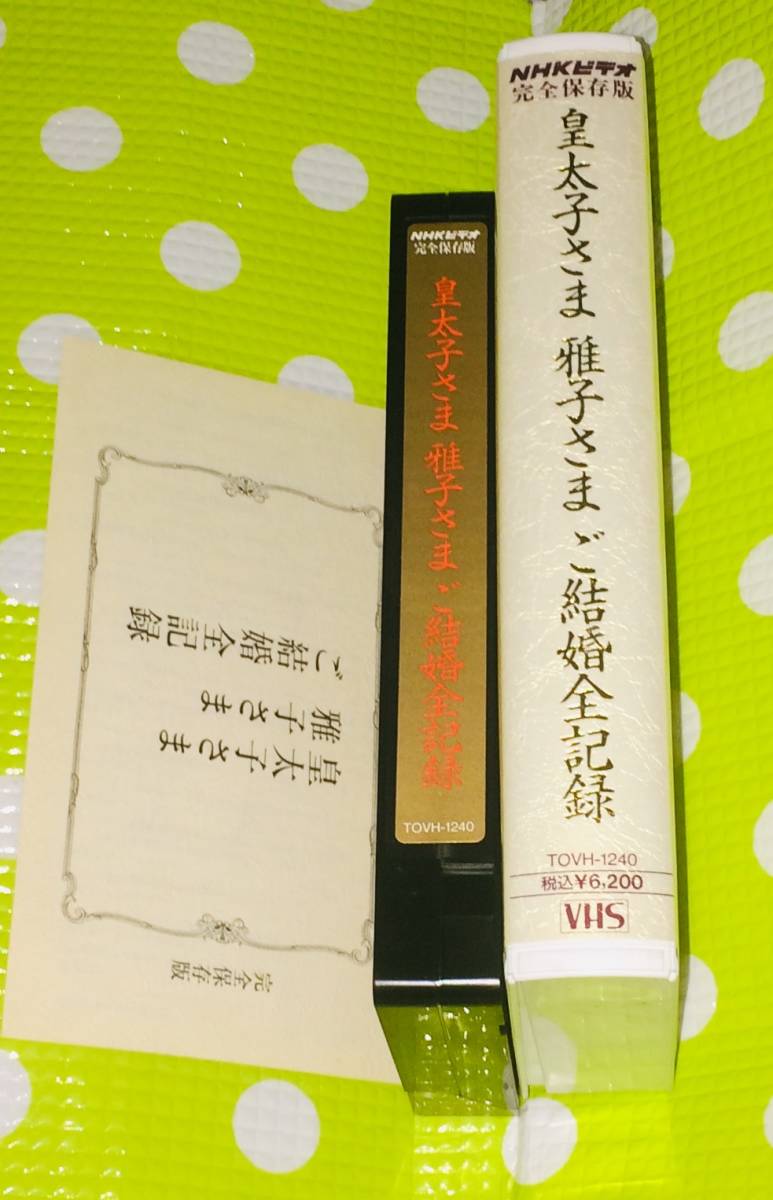 NHKビデオ
完全保存版
皇太子さま 雅子さま ご結婚全記録
TOVH-1240
税込¥6,200
VHS
NHKビデオ
完全保存版
皇太子さま 雅子さま ご結婚全記録
TOVH-1240
皇太子さま
雅子さま
ご結婚全記録
完全保存版